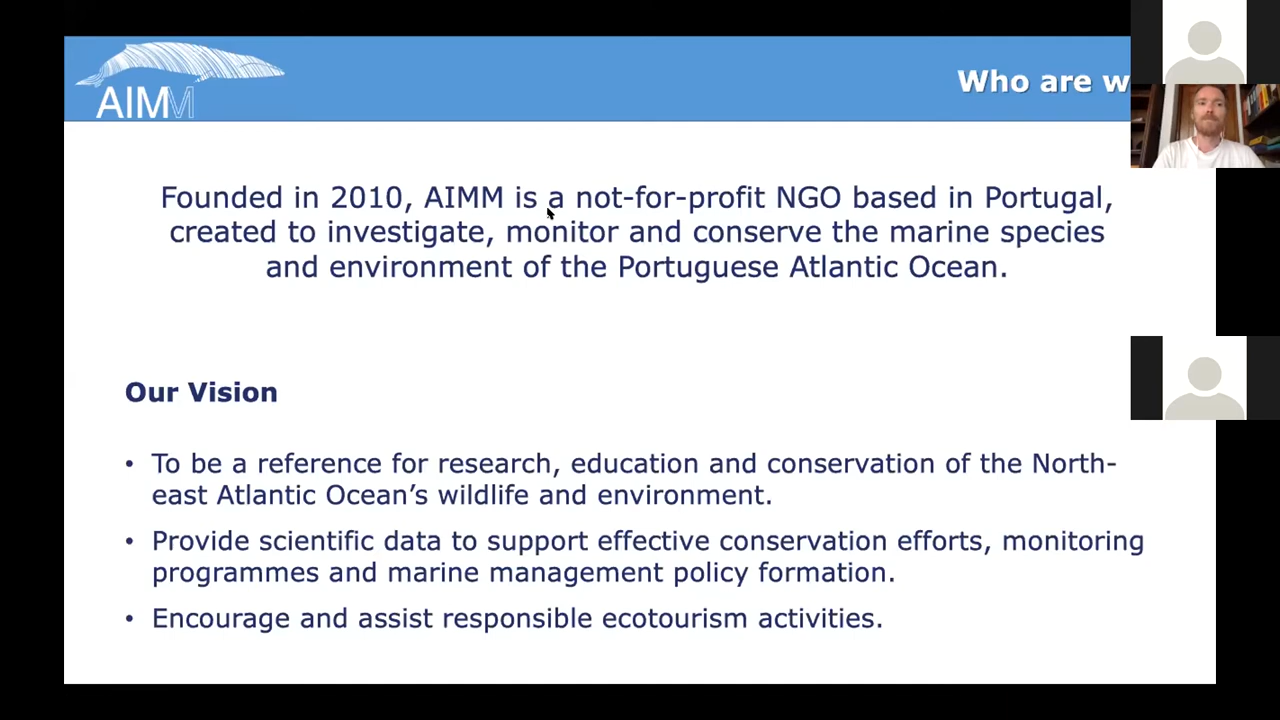 AIMM
Who are w
Founded in 2010, AIMM is a not-for-profit NGO based in Portugal,
created to investigate, monitor and conserve the marine species
and environment of the Portuguese Atlantic Ocean.
Our Vision
• To be a reference for research, education and conservation of the North-
east Atlantic Ocean’s wildlife and environment.
• Provide scientific data to support effective conservation efforts, monitoring
programmes and marine management policy formation.
• Encourage and assist responsible ecotourism activities.